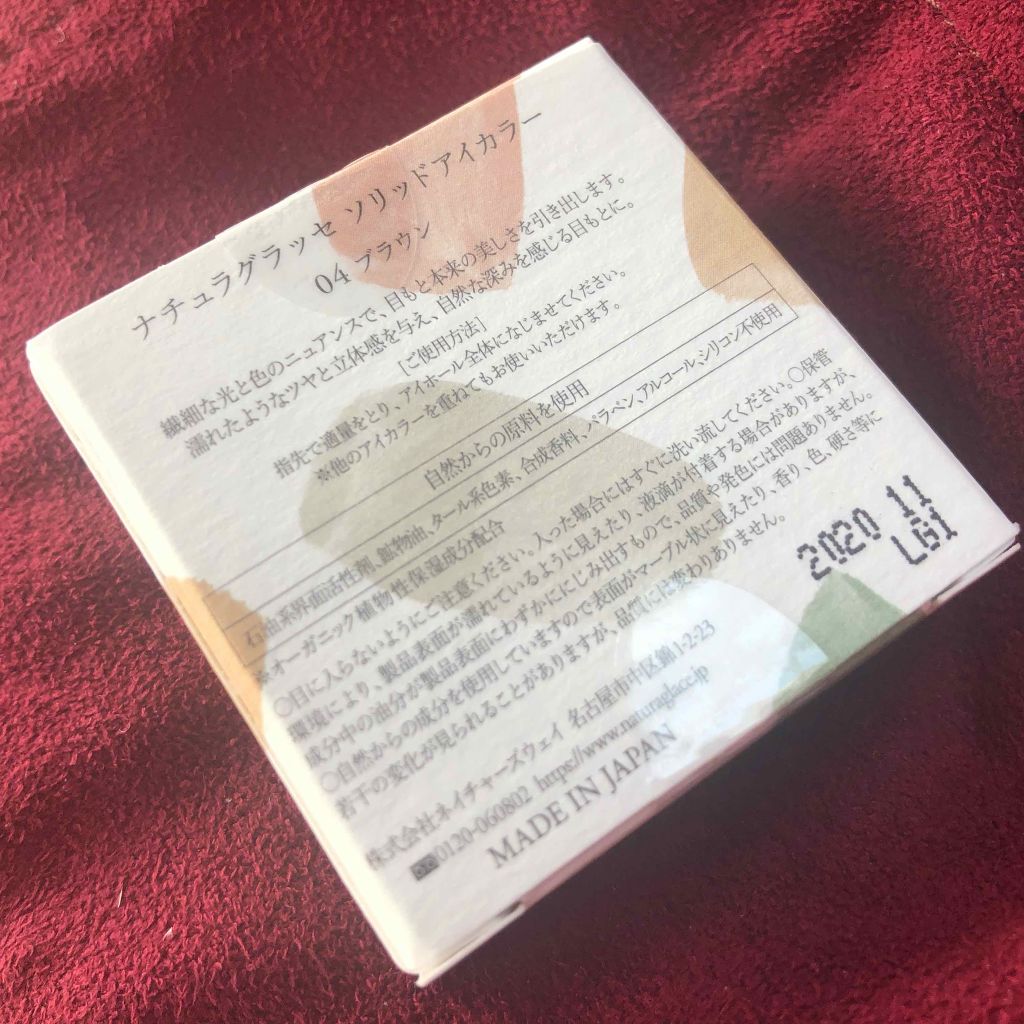 ナチュラグラッセ ソリッドアイカラー
04 ブラウン
繊細な光と色のニュアンスで、目もと本来の美しさを引き出します。
濡れたようなツヤと立体感を与え、自然な深みを感じる目もとに。
[ご使用方法]
指先で適量をとり、アイホール全体になじませてください。
※他のアイカラーを重ねてもお使いいただけます。
自然からの原料を使用
石油系界面活性剤、鉱物油、タール系色素、合成香料、パラベン、アルコール、シリコン不使用
※オーガニック植物性保湿成分配合
○目に入らないようにご注意ください。入った場合にはすぐに洗い流してください。○保管
環境により、製品表面が濡れているように見えたり、液滴が付着する場合がありますが、
成分中の油分が製品表面にわずかににじみ出すもので、品質や発色には問題ありません。
○自然からの成分を使用していますので表面がマーブル状に見えたり、香り、色、硬さ等に
若干の変化が見られることがありますが、品質には変わりありません。
株式会社ネイチャーズウェイ 名古屋市中区錦1-2-23
0120-060802 https://www.naturaglace.jp
MADE IN JAPAN
2020 11
LG1